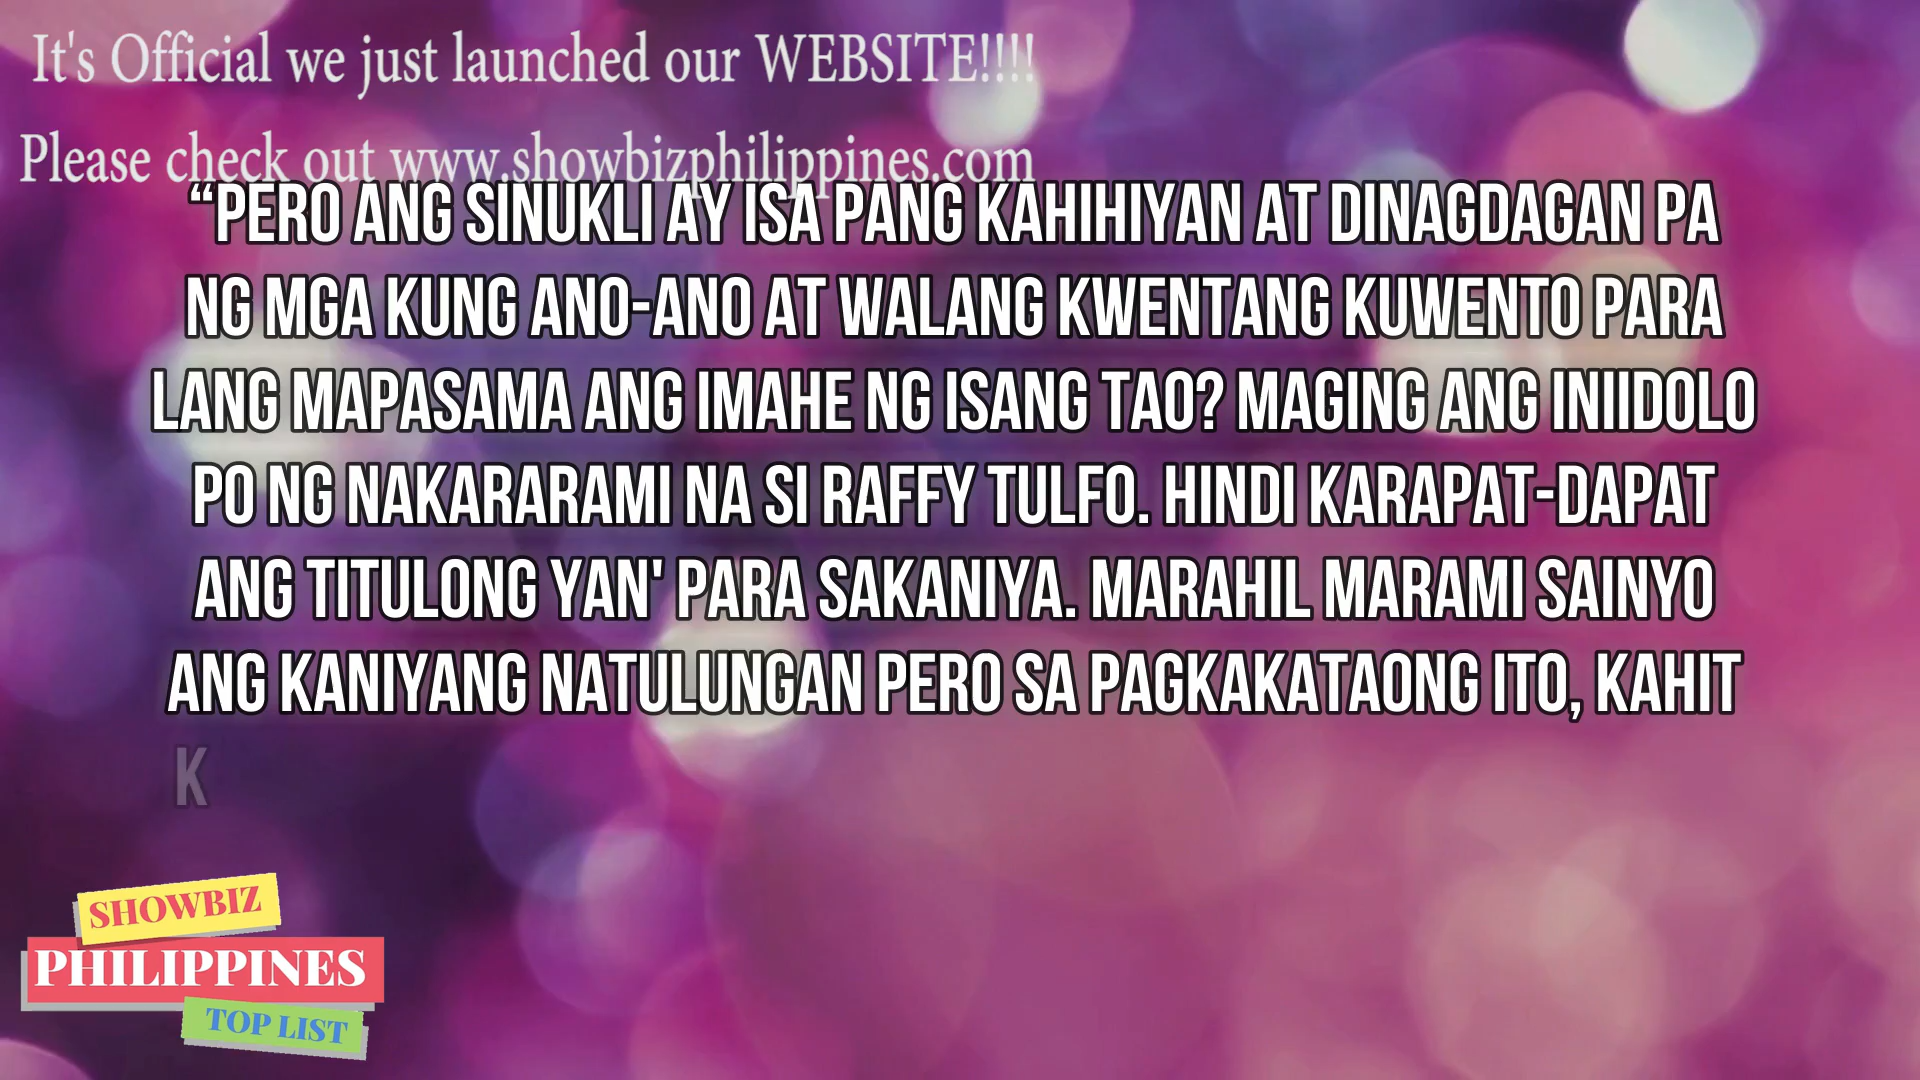 It's Official we just launched our WEBSITE!!!!
Please check out www.showbizphilippines.com
“PERO ANG SINUKLI AY ISA PANG KAHIHIYAN AT DINAGDAGAN PA
NG MGA KUNG ANO-ANO AT WALANG KWENTANG KUWENTO PARA
LANG MAPASAMA ANG IMAHE NG ISANG TAO? MAGING ANG INIIDOLO
PO NG NAKARARAMI NA SI RAFFY TULFO. HINDI KARAPAT-DAPAT
ANG TITULONG YAN' PARA SAKANIYA. MARAHIL MARAMI SAINYO
ANG KANIYANG NATULUNGAN PERO SA PAGKAKATAONG ITO, KAHIT
K
SHOWBIZ
PHILIPPINES
TOP LIST